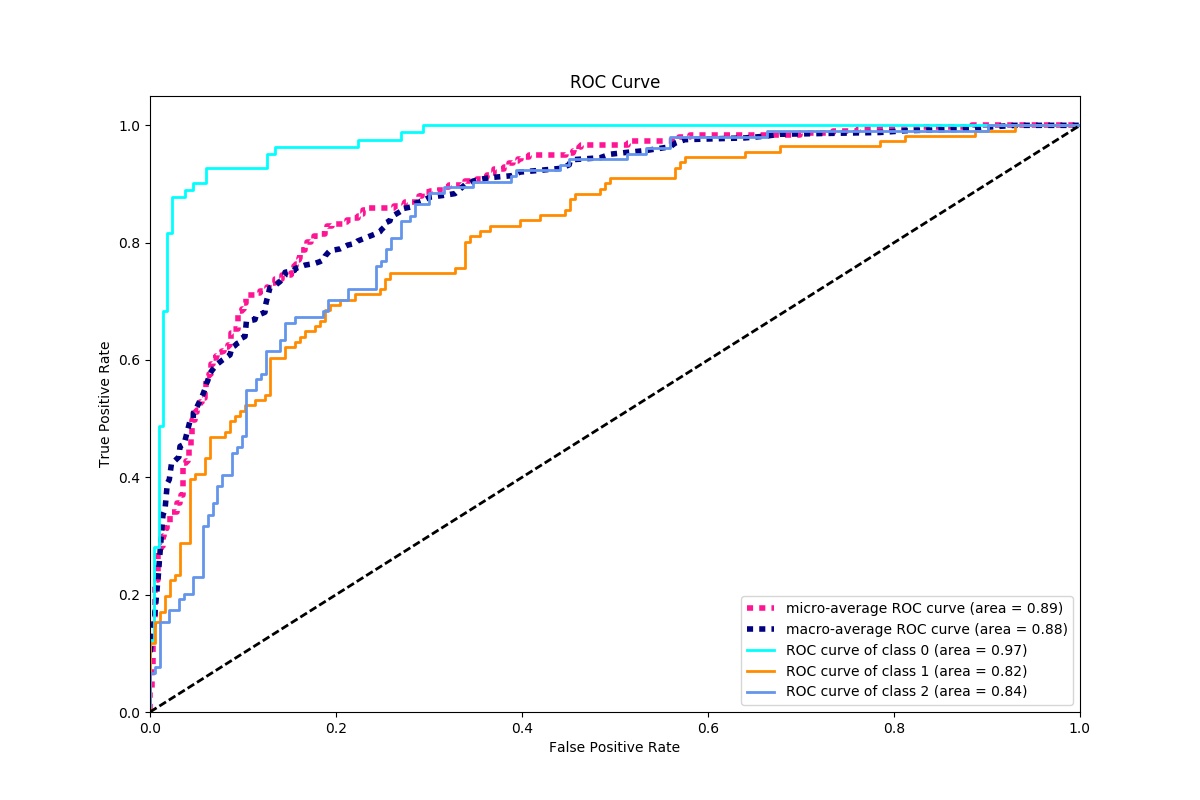 ROC Curve
1.0
0.8
0.6
0.4
0.2
0.0
True Positive Rate
0.0 0.2 0.4 0.6 0.8 1.0
False Positive Rate
micro-average ROC curve (area = 0.89)
macro-average ROC curve (area = 0.88)
ROC curve of class 0 (area = 0.97)
ROC curve of class 1 (area = 0.82)
ROC curve of class 2 (area = 0.84)